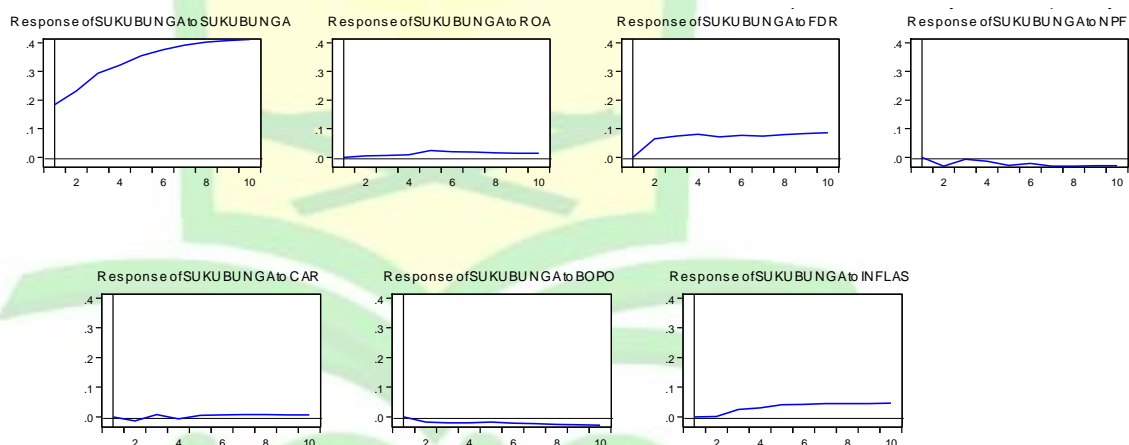 Response of SUKUBUNGA to SUKUBUNGA
.4
.3
.2
.1
.0
2 4 6 8 10
Response of SUKUBUNGA to ROA
.4
.3
.2
.1
.0
2 4 6 8 10
Response of SUKUBUNGA to FDR
.4
.3
.2
.1
.0
2 4 6 8 10
Response of SUKUBUNGA to NPF
.4
.3
.2
.1
.0
2 4 6 8 10
Response of SUKUBUNGA to CAR
.4
.3
.2
.1
.0
2 4 6 8 10
Response of SUKUBUNGA to BOPO
.4
.3
.2
.1
.0
2 4 6 8 10
Response of SUKUBUNGA to INFLAS
.4
.3
.2
.1
.0
2 4 6 8 10